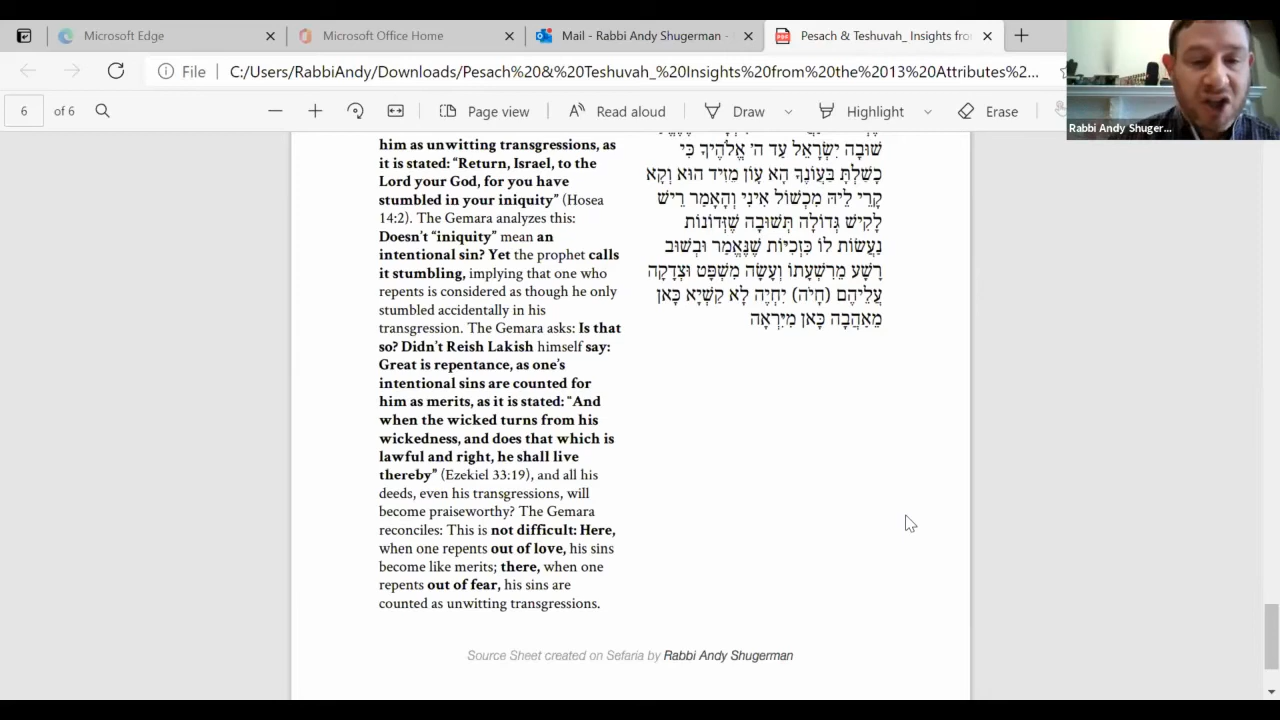 Microsoft Edge
Microsoft Office Home
Mail - Rabbi Andy Shugerman -
Pesach & Teshuvah_ Insights fro
File
C:/Users/RabbiAndy/Downloads/Pesach%20&%20Teshuvah_%20Insights%20from%20the%2013%20Attributes%2...
6
of 6
Page view
Read aloud
Draw
Highlight
Erase
Rabbi Andy Shuger...
him as unwitting transgressions, as
it is stated: “Return, Israel, to the
Lord your God, for you have
stumbled in your iniquity” (Hosea
14:2). The Gemara analyzes this:
Doesn’t “iniquity” mean an
intentional sin? Yet the prophet calls
it stumbling, implying that one who
repents is considered as though he only
stumbled accidentally in his
transgression. The Gemara asks: Is that
so? Didn’t Reish Lakish himself say:
Great is repentance, as one’s
intentional sins are counted for
him as merits, as it is stated: “And
when the wicked turns from his
wickedness, and does that which is
lawful and right, he shall live
thereby” (Ezekiel 33:19), and all his
deeds, even his transgressions, will
become praiseworthy? The Gemara
reconciles: This is not difficult: Here,
when one repents out of love, his sins
become like merits; there, when one
repents out of fear, his sins are
counted as unwitting transgressions.
שׁוּבָה יִשְׂרָאֵל עַד ה׳ אֱלֹהֶיךָ כִּי
כָשַׁלְתָּ בַּעֲוֹנֶךָ הָא עָוֹן מֵזִיד הוּא וְקָא
קָרֵי לֵיהּ מִכְשׁוֹל אִינִי וְהָאָמַר רֵישׁ
לָקִישׁ גְּדוֹלָה תְּשׁוּבָה שֶׁזְּדוֹנוֹת
נַעֲשׂוֹת לוֹ כִּזְכִיּוֹת שֶׁנֶּאֱמַר וּבְשׁוּב
רָשָׁע מֵרִשְׁעָתוֹ וְעָשָׂה מִשְׁפָּט וּצְדָקָה
עֲלֵיהֶם (חָיֹה) יִחְיֶה לָא קַשְׁיָא כָּאן
מֵאַהֲבָה כָּאן מִיִּרְאָה
Source Sheet created on Sefaria by Rabbi Andy Shugerman